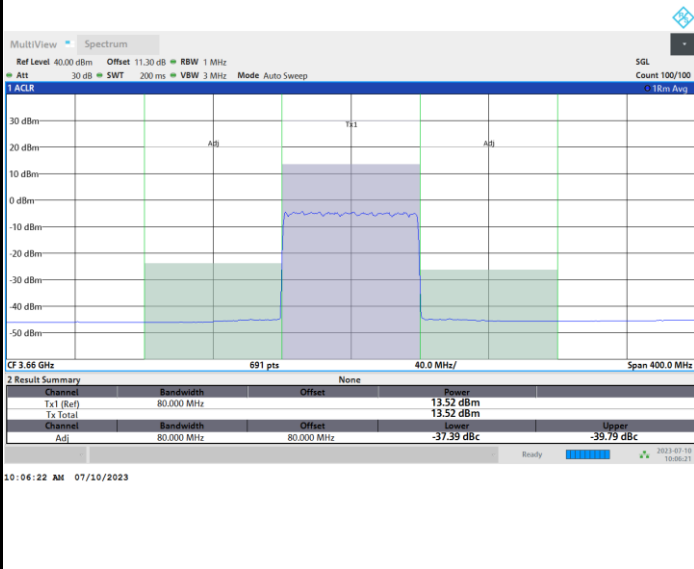 MultiView Spectrum
Ref Level 40.00 dBm Offset 11.30 dB RBW 1 MHz SGL
Att 30 dB SWT 200 ms VBW 3 MHz Mode Auto Sweep Count 100/100
1 ACLR 1Rm Avg
Tx1
30 dBm
Adj Adj
20 dBm
10 dBm
0 dBm
-10 dBm
-20 dBm
-30 dBm
-40 dBm
-50 dBm
CF 3.66 GHz 691 pts 40.0 MHz/ Span 400.0 MHz
2 Result Summary None
Channel Bandwidth Offset Power
Tx1 (Ref) 80.000 MHz 13.52 dBm
Tx Total 13.52 dBm
Channel Bandwidth Offset Lower Upper
Adj 80.000 MHz 80.000 MHz -37.39 dBc -39.79 dBc
Ready 2023-07-10
10:06:21
10:06:22 AM 07/10/2023